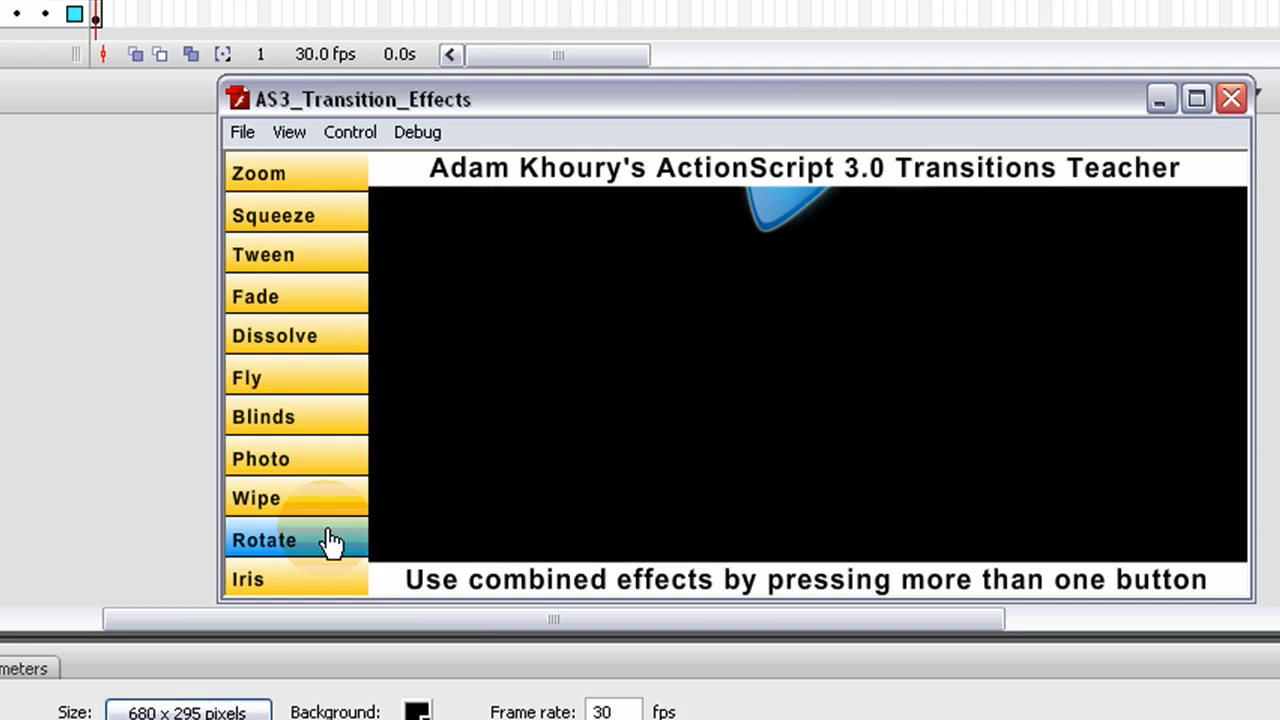 1 30.0 fps 0.0s
AS3_Transition_Effects
File View Control Debug
Adam Khoury's ActionScript 3.0 Transitions Teacher
Zoom
Squeeze
Tween
Fade
Dissolve
Fly
Blinds
Photo
Wipe
Rotate
Iris
Use combined effects by pressing more than one button
meters
Size: 680 x 295 pixels Background: Frame rate: 30 fps